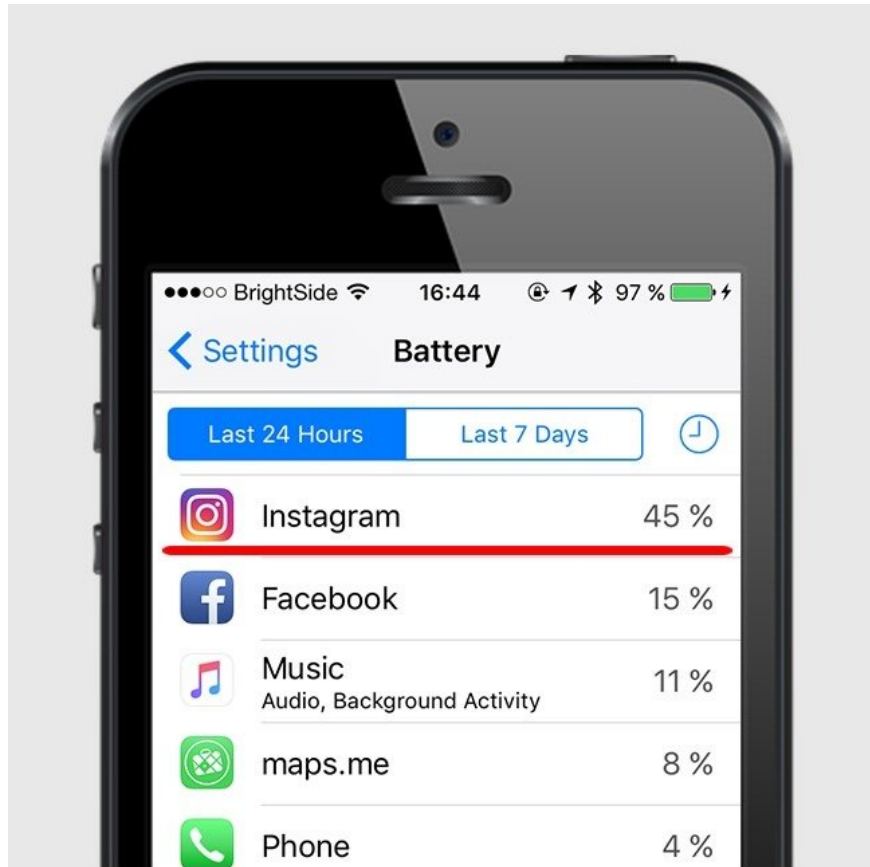 BrightSide 16:44 97 %
Settings Battery
Last 24 Hours Last 7 Days
Instagram 45 %
Facebook 15 %
Music 11 %
Audio, Background Activity
maps.me 8 %
Phone 4 %